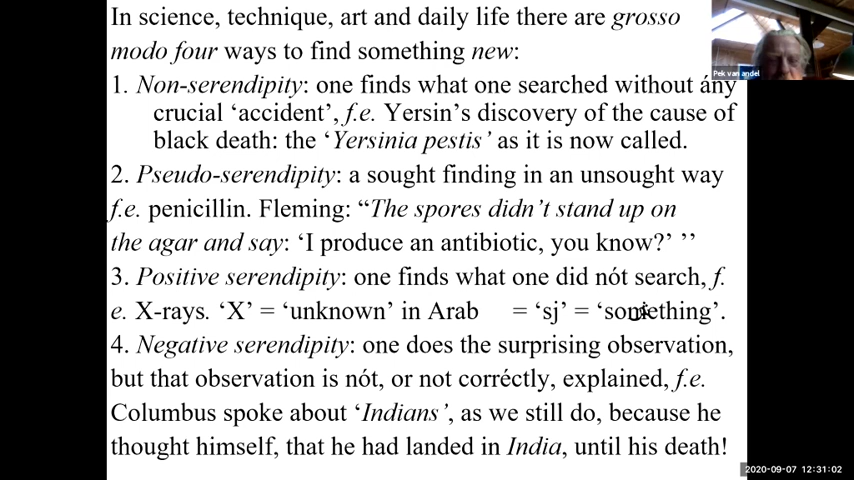 In science, technique, art and daily life there are grosso
modo four ways to find something new:
1. Non-serendipity: one finds what one searched without ány
crucial ‘accident’, f.e. Yersin’s discovery of the cause of
black death: the ‘Yersinia pestis’ as it is now called.
2. Pseudo-serendipity: a sought finding in an unsought way
f.e. penicillin. Fleming: “The spores didn’t stand up on
the agar and say: ‘I produce an antibiotic, you know?’ ’’
3. Positive serendipity: one finds what one did nót search, f.
e. X-rays. ‘X’ = ‘unknown’ in Arab = ‘sj’ = ‘something’.
4. Negative serendipity: one does the surprising observation,
but that observation is nót, or not corréctly, explained, f.e.
Columbus spoke about ‘Indians’, as we still do, because he
thought himself, that he had landed in India, until his death!
Pek van andel
2020-09-07 12:31:02